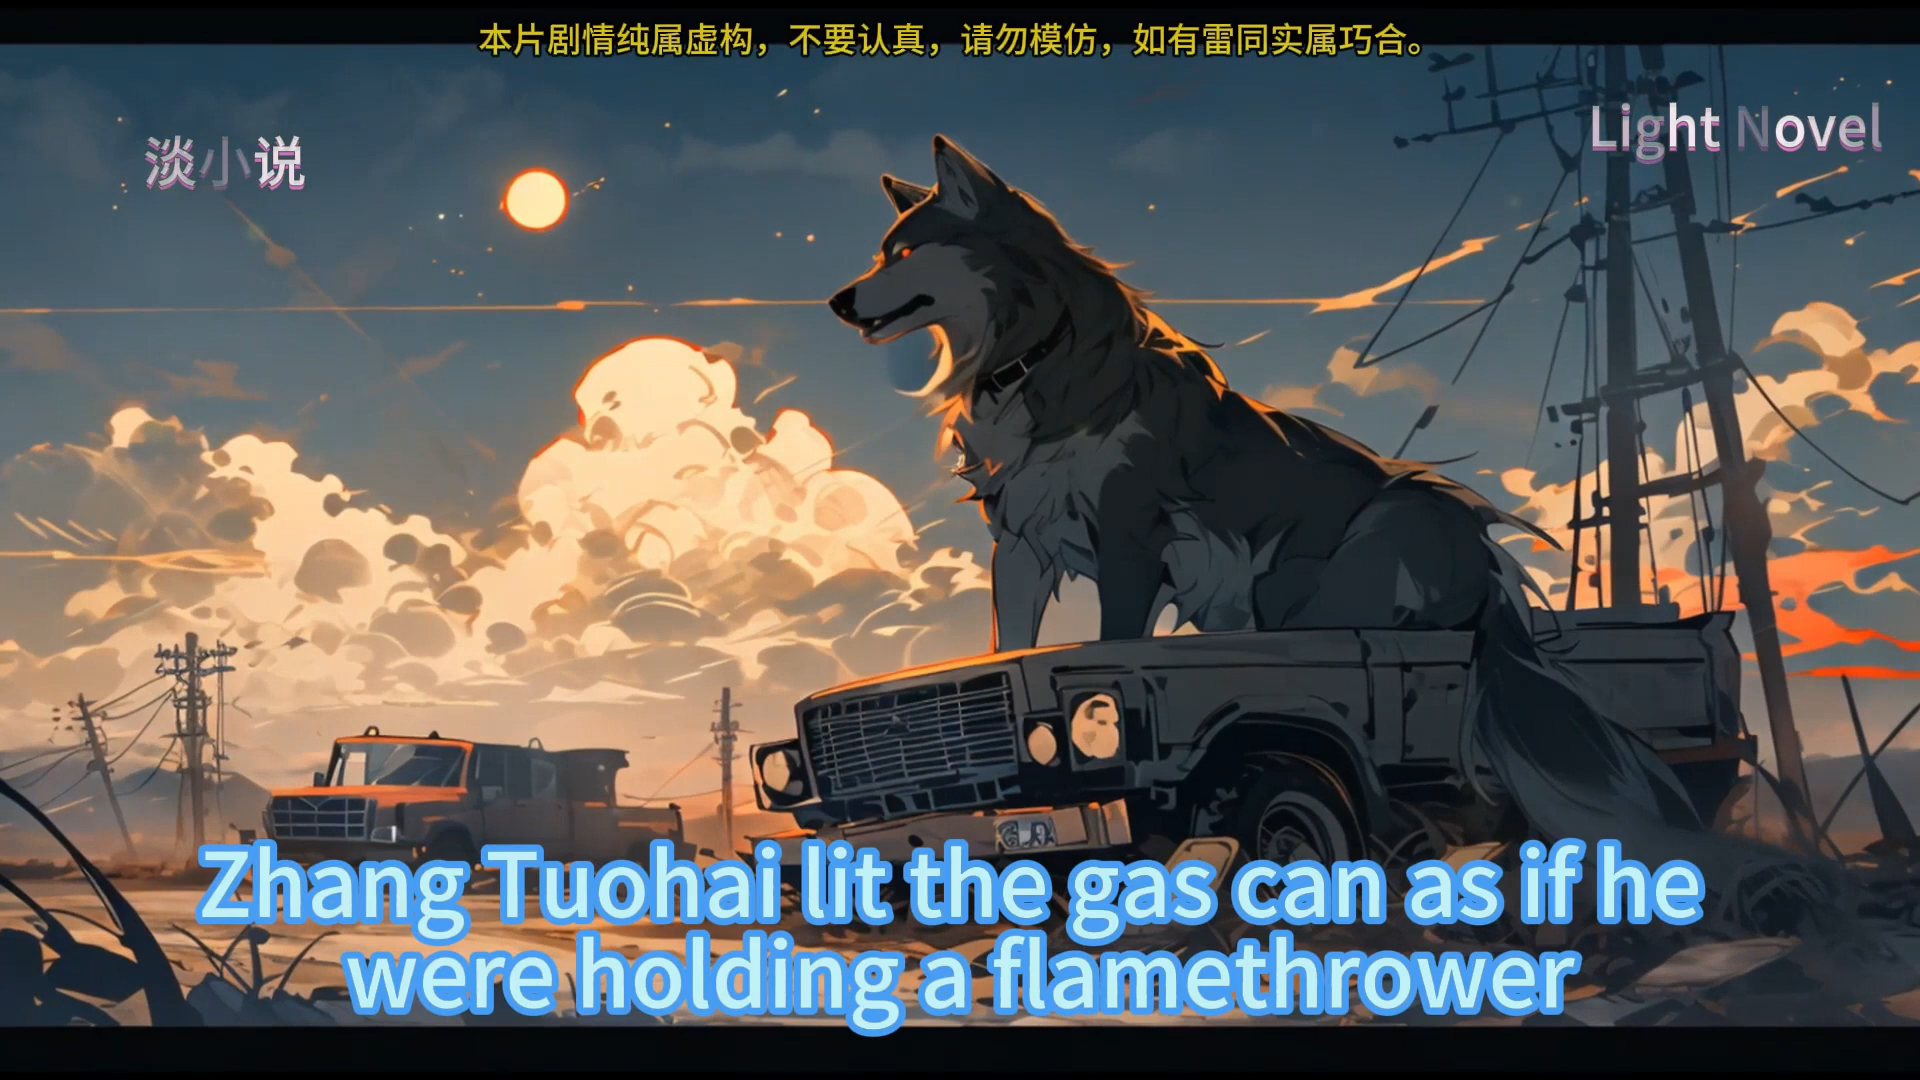 本片剧情纯属虚构，不要认真，请勿模仿，如有雷同实属巧合。
淡小说
Light Novel
Zhang Tuohai lit the gas can as if he
were holding a flamethrower